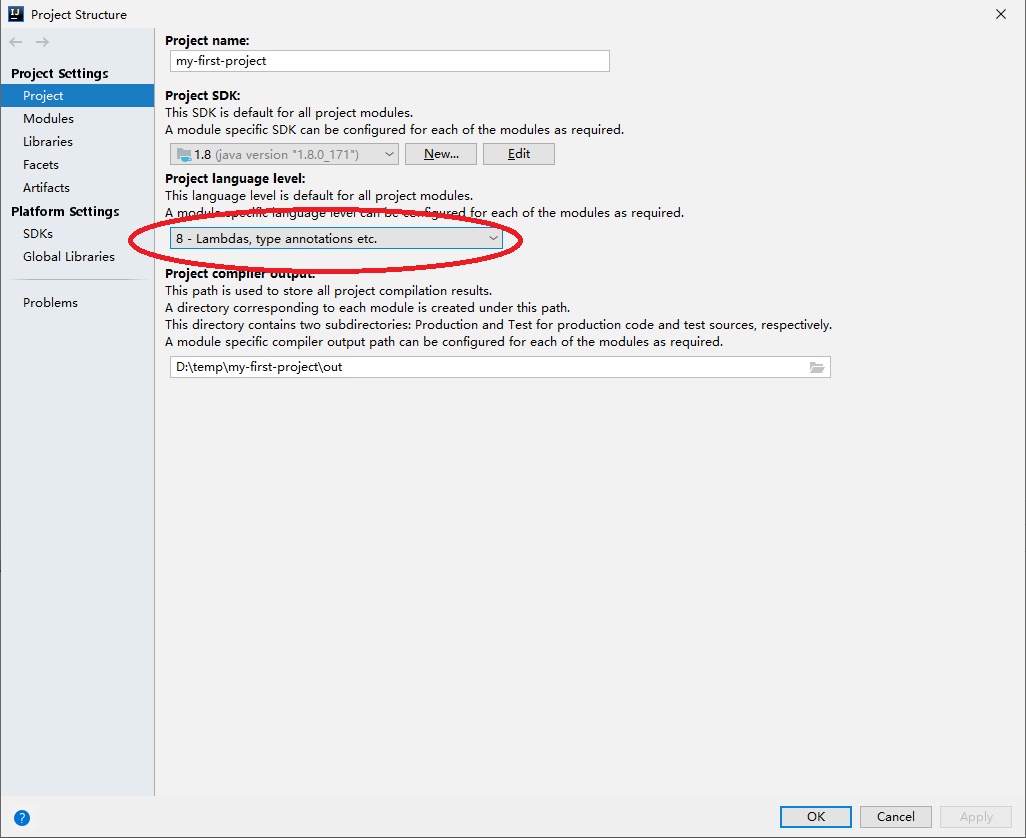 Project Structure
Project Settings
Project
Modules
Libraries
Facets
Artifacts
Platform Settings
SDKs
Global Libraries
Problems
Project name:
my-first-project
Project SDK:
This SDK is default for all project modules.
A module specific SDK can be configured for each of the modules as required.
1.8 (java version "1.8.0_171")
New...
Edit
Project language level:
This language level is default for all project modules.
A module specific language level can be configured for each of the modules as required.
8 - Lambdas, type annotations etc.
Project compiler output:
This path is used to store all project compilation results.
A directory corresponding to each module is created under this path.
This directory contains two subdirectories: Production and Test for production code and test sources, respectively.
A module specific compiler output path can be configured for each of the modules as required.
D:\temp\my-first-project\out
?
OK
Cancel
Apply